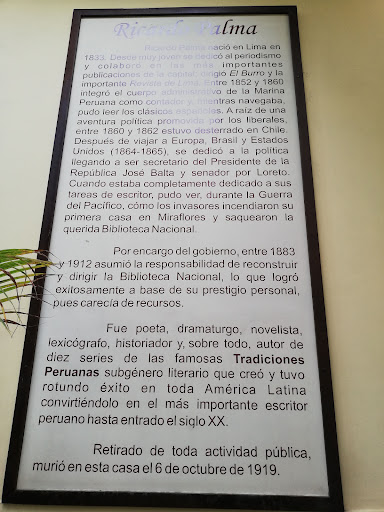 Ricardo Palma
Ricardo Palma nació en Lima en
1833. Desde muy joven se dedicó al periodismo
y colaboró en las más importantes
publicaciones de la capital: dirigió El Burro y la
importante Revista de Lima. Entre 1852 y 1860
integró el cuerpo administrativo de la Marina
Peruana como contador y, mientras navegaba,
pudo leer los clásicos españoles. A raíz de una
aventura política promovida por los liberales,
entre 1860 y 1862 estuvo desterrado en Chile.
Después de viajar a Europa, Brasil y Estados
Unidos (1864-1865), se dedicó a la política
llegando a ser secretario del Presidente de la
República José Balta y senador por Loreto.
Cuando estaba completamente dedicado a sus
tareas de escritor, pudo ver, durante la Guerra
del Pacífico, cómo los invasores incendiaron su
primera casa en Miraflores y saquearon la
querida Biblioteca Nacional.
Por encargo del gobierno, entre 1883
y 1912 asumió la responsabilidad de reconstruir
y dirigir la Biblioteca Nacional, lo que logró
exitosamente a base de su prestigio personal,
pues carecía de recursos.
Fue poeta, dramaturgo, novelista,
lexicógrafo, historiador y, sobre todo, autor de
diez series de las famosas Tradiciones
Peruanas subgénero literario que creó y tuvo
rotundo éxito en toda América Latina
convirtiéndolo en el más importante escritor
peruano hasta entrado el siglo XX.
Retirado de toda actividad pública,
murió en esta casa el 6 de octubre de 1919.